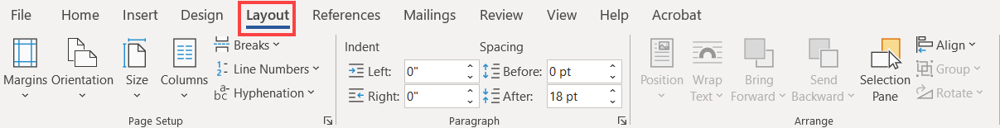 File Home Insert Design Layout References Mailings Review View Help Acrobat
Margins
Orientation
Size
Columns
Breaks
Line Numbers
Hyphenation
Page Setup
Indent
Left: 0"
Right: 0"
Spacing
Before: 0 pt
After: 18 pt
Paragraph
Position
Wrap
Text
Bring
Forward
Send
Backward
Selection
Pane
Align
Group
Rotate
Arrange